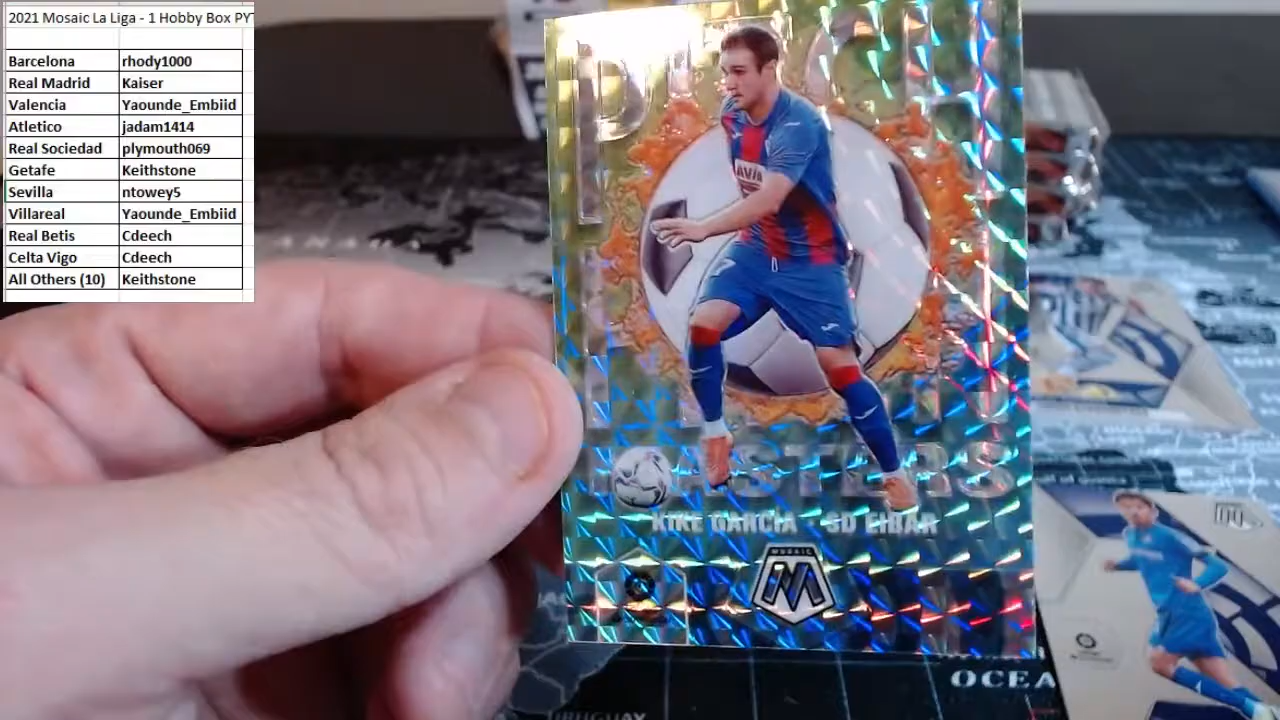 2021 Mosaic La Liga - 1 Hobby Box PY
Barcelona rhody1000
Real Madrid Kaiser
Valencia Yaounde_Embiid
Atletico jadam1414
Real Sociedad plymouth069
Getafe Keithstone
Sevilla ntowey5
Villareal Yaounde_Embiid
Real Betis Cdeech
Celta Vigo Cdeech
All Others (10) Keithstone
KIKE GARCÍA · SD EIBAR
MOSAIC
M
OCEA
URUGUAY